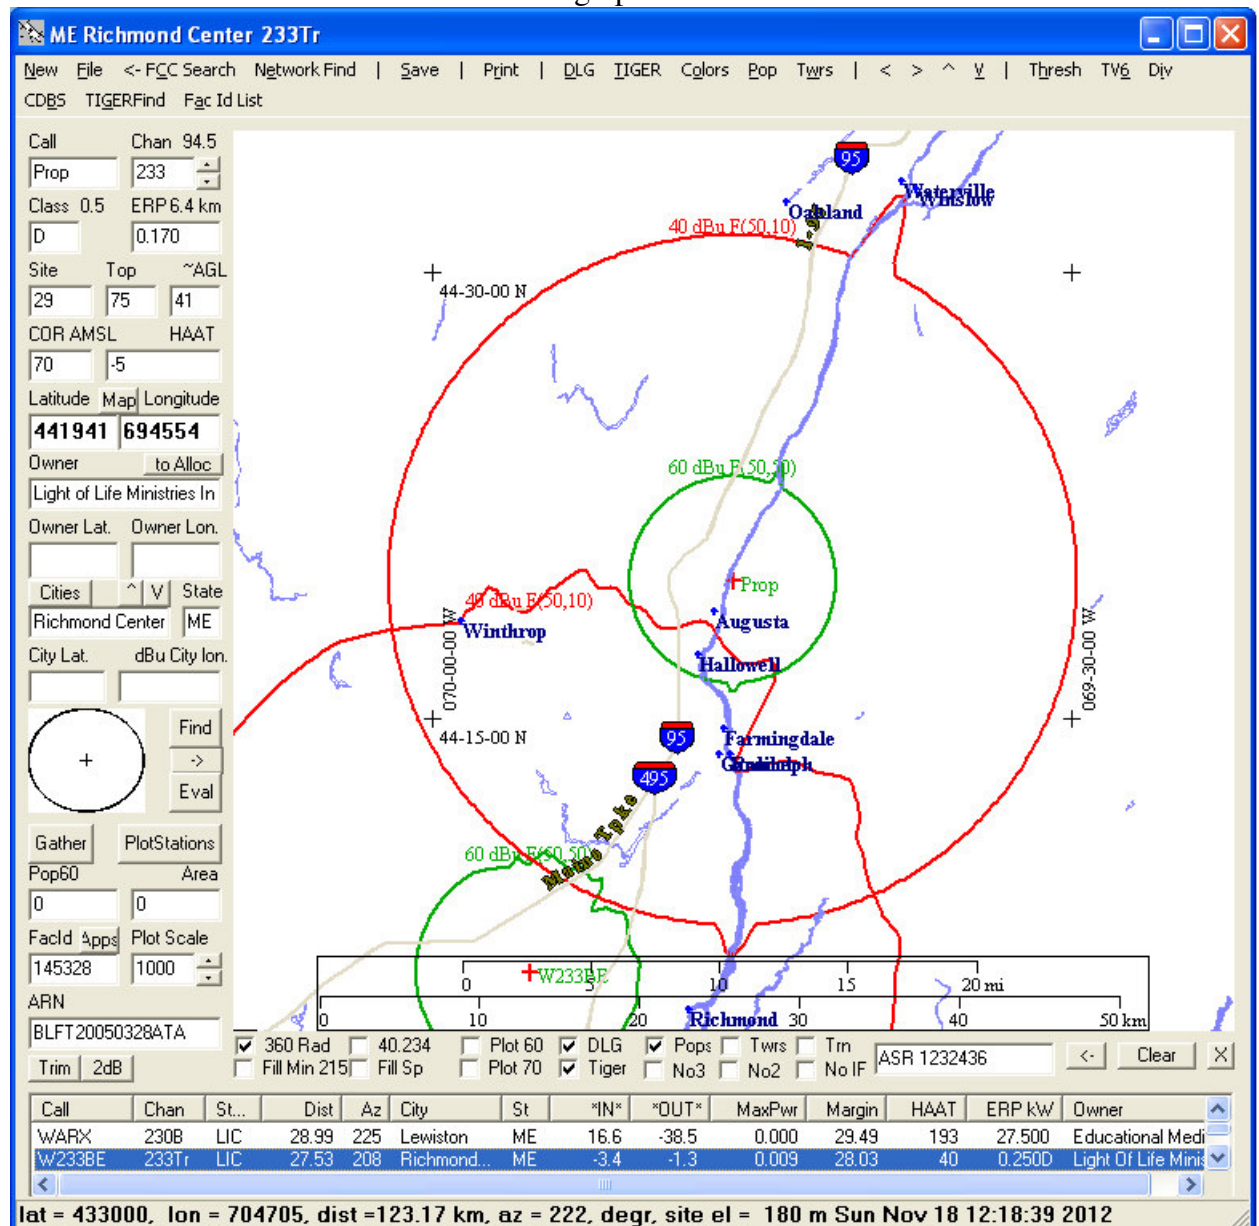 ME Richmond Center 233Tr
New File <- FCC Search Network Find | Save | Print | DLG TIGER Colors Pop Twrs | < > ^ V | Thresh TV6 Div
CDBS TIGERFind Fac Id List
Call Chan 94.5
Prop 233
Class 0.5 ERP 6.4 km
D 0.170
Site Top ~AGL
29 75 41
COR AMSL HAAT
70 -5
Latitude Map Longitude
441941 694554
Owner to Alloc
Light of Life Ministries In
Owner Lat. Owner Lon.
Cities ^ V State
Richmond Center ME
City Lat. dBu City lon.
Find
->
Eval
Gather PlotStations
Pop60 Area
0 0
FacId Apps Plot Scale
145328 1000
ARN
BLFT20050328ATA
Trim 2dB
95
Waterville
Winslow
Oakland
40 dBu F(50,10)
I-95
44-30-00 N
60 dBu F(50,50)
Prop
40 dBu F(50,10)
Augusta
Winthrop
Hallowell
070-00-00 W
069-30-00 W
44-15-00 N
95
Farmingdale
495
Maine Tpke
60 dBu F(50,50)
W233BE
0 5 10 15 20 mi
Richmond
0 10 20 30 40 50 km
360 Rad 40.234 Plot 60 DLG Pops Twrs Trn
Fill Min 215 Fill Sp Plot 70 Tiger No3 No2 No IF
ASR 1232436 <- Clear X
Call Chan St... Dist Az City St *IN* *OUT* MaxPwr Margin HAAT ERP kW Owner
WARX 230B LIC 28.99 225 Lewiston ME 16.6 -38.5 0.000 29.49 193 27.500 Educational Medi
W233BE 233Tr LIC 27.53 208 Richmond... ME -3.4 -1.3 0.009 28.03 40 0.250D Light Of Life Minis
lat = 433000, lon = 704705, dist =123.17 km, az = 222, degr, site el = 180 m Sun Nov 18 12:18:39 2012